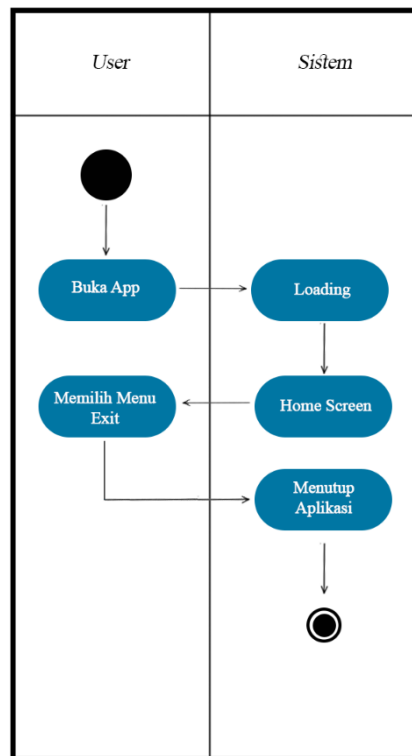 User
Sistem
Buka App
Loading
Memilih Menu
Exit
Home Screen
Menutup
Aplikasi